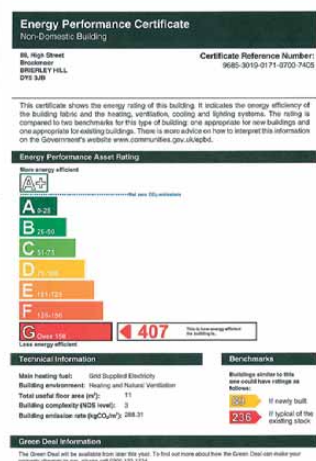 Energy Performance Certificate
Non-Domestic Building
High Street
BRIERLEY HILL
DY5 3JB
Certificate Reference Number:
9685-3019-0171-0700-7405
This certificate shows the energy rating of this building. It indicates the energy efficiency of
the building fabric and the heating, ventilation, cooling and lighting systems. The rating is
compared to two benchmarks for this type of building: one appropriate for new buildings and
one appropriate for existing buildings. There is more advice on how to interpret this information
on the Government's website www.communities.gov.uk/epbd.
Energy Performance Asset Rating
More energy efficient
A+
Net zero CO₂ emissions
A 0-25
B 26-50
C 51-75
D 76-100
E 101-125
F 126-150
G Over 150
407
This is how energy efficient
the building is.
Less energy efficient
Technical Information
Main heating fuel: Grid Supplied Electricity
Building environment: Heating and Natural Ventilation
Total useful floor area (m²): 11
Building complexity (NOS level): 3
Building emission rate (kgCO₂/m²): 288.31
Benchmarks
Buildings similar to this
one could have ratings as
follows:
If newly built
236
If typical of the
existing stock
Green Deal Information
The Green Deal will be available from later this year. To find out more about how the Green Deal can make your